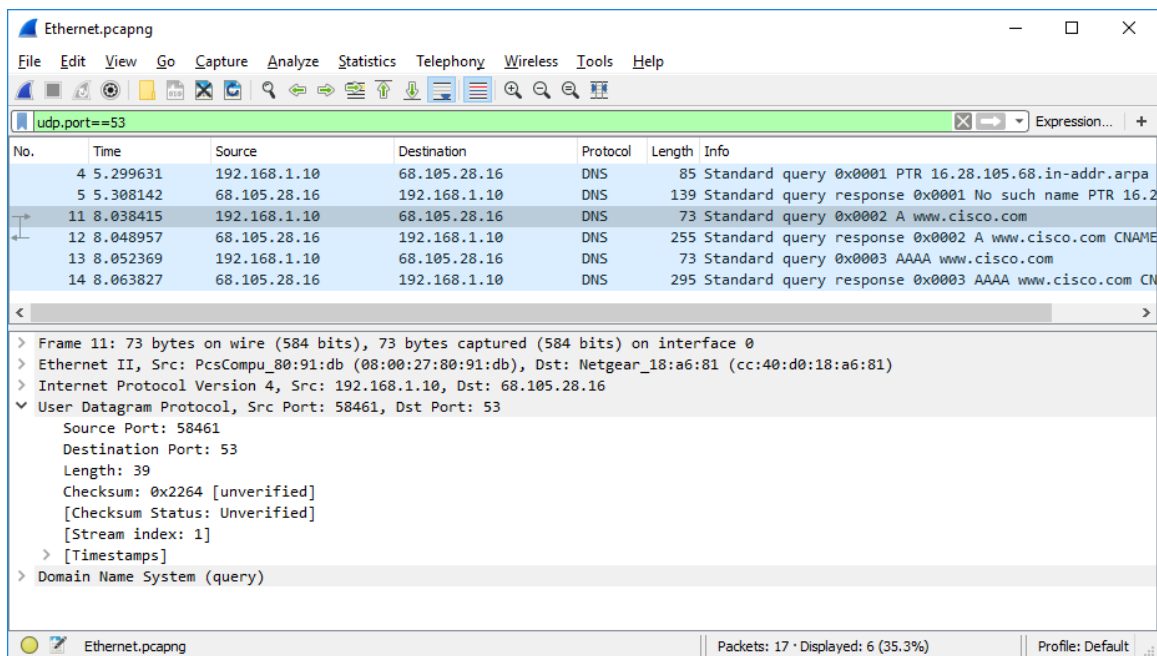 Ethernet.pcapng
File Edit View Go Capture Analyze Statistics Telephony Wireless Tools Help
udp.port==53 Expression... +
No. Time Source Destination Protocol Length Info
4 5.299631 192.168.1.10 68.105.28.16 DNS 85 Standard query 0x0001 PTR 16.28.105.68.in-addr.arpa
5 5.308142 68.105.28.16 192.168.1.10 DNS 139 Standard query response 0x0001 No such name PTR 16.2
11 8.038415 192.168.1.10 68.105.28.16 DNS 73 Standard query 0x0002 A www.cisco.com
12 8.048957 68.105.28.16 192.168.1.10 DNS 255 Standard query response 0x0002 A www.cisco.com CNAME
13 8.052369 192.168.1.10 68.105.28.16 DNS 73 Standard query 0x0003 AAAA www.cisco.com
14 8.063827 68.105.28.16 192.168.1.10 DNS 295 Standard query response 0x0003 AAAA www.cisco.com CN
Frame 11: 73 bytes on wire (584 bits), 73 bytes captured (584 bits) on interface 0
Ethernet II, Src: PcsCompu_80:91:db (08:00:27:80:91:db), Dst: Netgear_18:a6:81 (cc:40:d0:18:a6:81)
Internet Protocol Version 4, Src: 192.168.1.10, Dst: 68.105.28.16
User Datagram Protocol, Src Port: 58461, Dst Port: 53
Source Port: 58461
Destination Port: 53
Length: 39
Checksum: 0x2264 [unverified]
[Checksum Status: Unverified]
[Stream index: 1]
[Timestamps]
Domain Name System (query)
Ethernet.pcapng Packets: 17 · Displayed: 6 (35.3%) Profile: Default